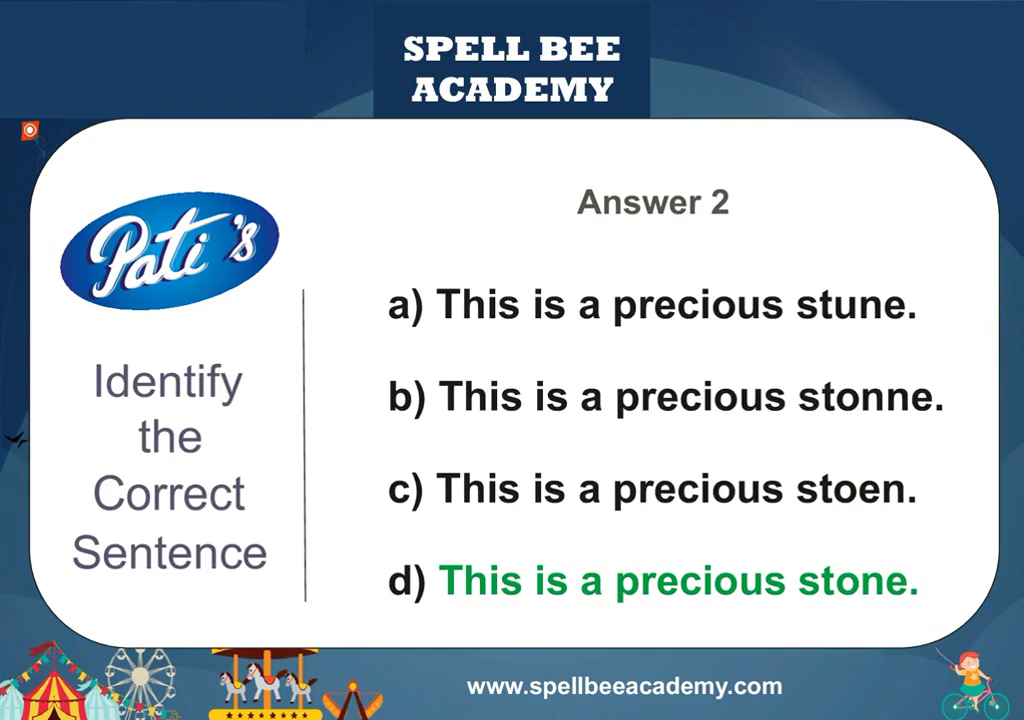 SPELL BEE
ACADEMY
Pati's
Identify
the
Correct
Sentence
Answer 2
a) This is a precious stune.
b) This is a precious stonne.
c) This is a precious stoen.
d) This is a precious stone.
www.spellbeeacademy.com